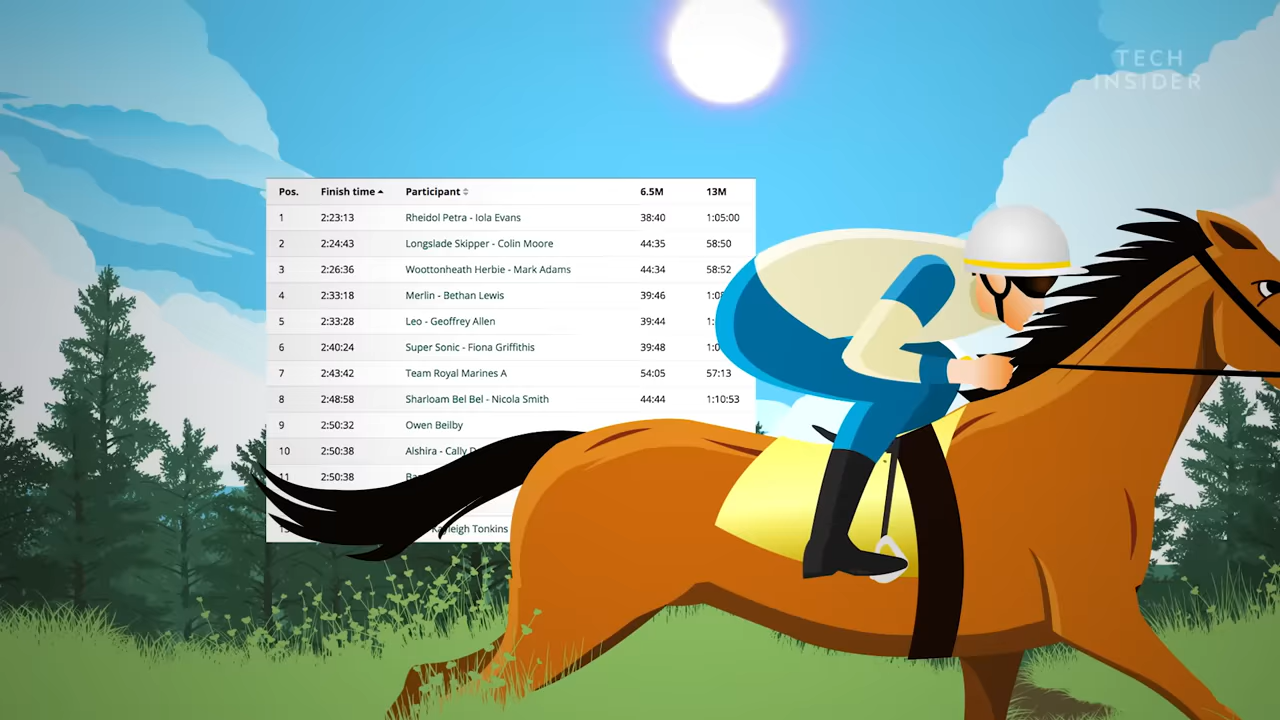 TECH
INSIDER
Pos. Finish time Participant 6.5M 13M
1 2:23:13 Rheidol Petra - Iola Evans 38:40 1:05:00
2 2:24:43 Longslade Skipper - Colin Moore 44:35 58:50
3 2:26:36 Woottonheath Herbie - Mark Adams 44:34 58:52
4 2:33:18 Merlin - Bethan Lewis 39:46
5 2:33:28 Leo - Geoffrey Allen 39:44
6 2:40:24 Super Sonic - Fiona Griffithis 39:48
7 2:43:42 Team Royal Marines A 54:05 57:13
8 2:48:58 Sharloam Bel Bel - Nicola Smith 44:44 1:10:53
9 2:50:32 Owen Beilby
10 2:50:38 Alshira - Cally
11 2:50:38
Kayleigh Tonkins